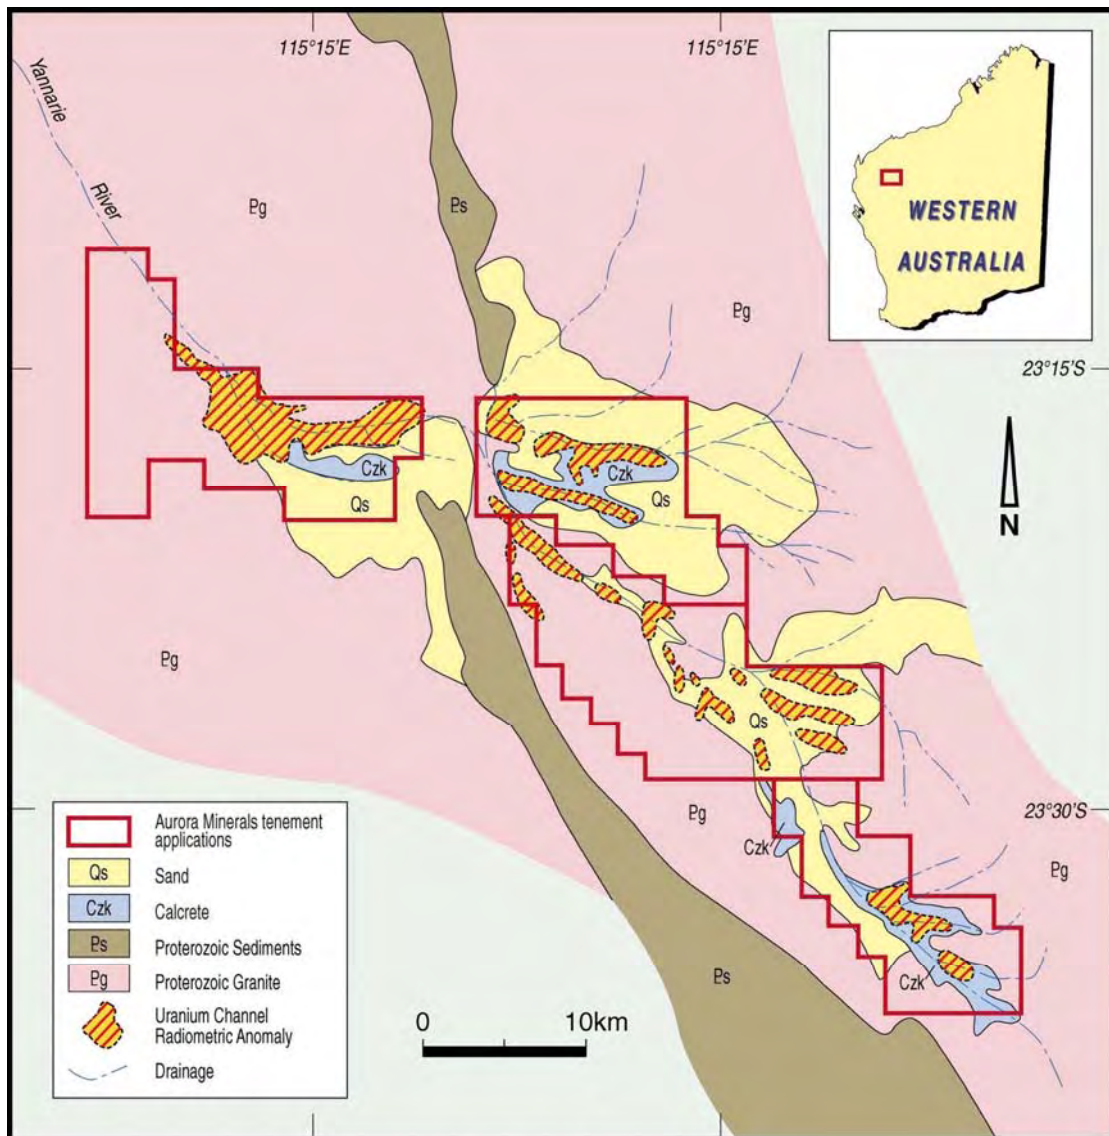 115°15'E
115°15'E
Yannarie
River
WESTERN
AUSTRALIA
Pg
Ps
Pg
23°15'S
Czk
Qs
Czk
Qs
N
Pg
Qs
Pg
23°30'S
Czk
Pg
Czk
Ps
Aurora Minerals tenement
applications
Qs Sand
Czk Calcrete
Ps Proterozoic Sediments
Pg Proterozoic Granite
Uranium Channel
Radiometric Anomaly
Drainage
0 10km